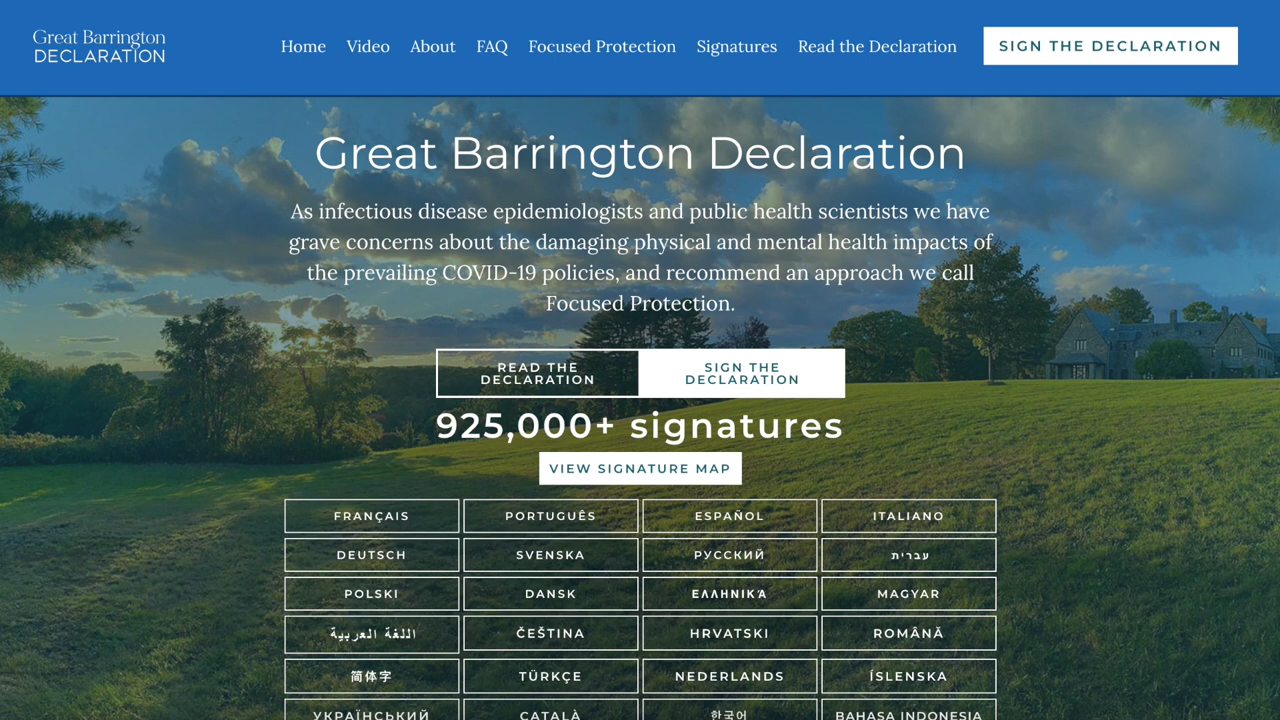 Great Barrington
DECLARATION
Home Video About FAQ Focused Protection Signatures Read the Declaration SIGN THE DECLARATION
Great Barrington Declaration
As infectious disease epidemiologists and public health scientists we have
grave concerns about the damaging physical and mental health impacts of
the prevailing COVID-19 policies, and recommend an approach we call
Focused Protection.
READ THE
DECLARATION
SIGN THE
DECLARATION
925,000+ signatures
VIEW SIGNATURE MAP
FRANÇAIS PORTUGUÊS ESPAÑOL ITALIANO
DEUTSCH SVENSKA РУССКИЙ עברית
POLSKI DANSK ΕΛΛΗΝΙΚΆ MAGYAR
اللغة العربية ČEŠTINA HRVATSKI ROMÂNĂ
简体字 TÜRKÇE NEDERLANDS ÍSLENSKA
УКРАЇНСЬКИЙ CATALÀ 한국어 BAHASA INDONESIA